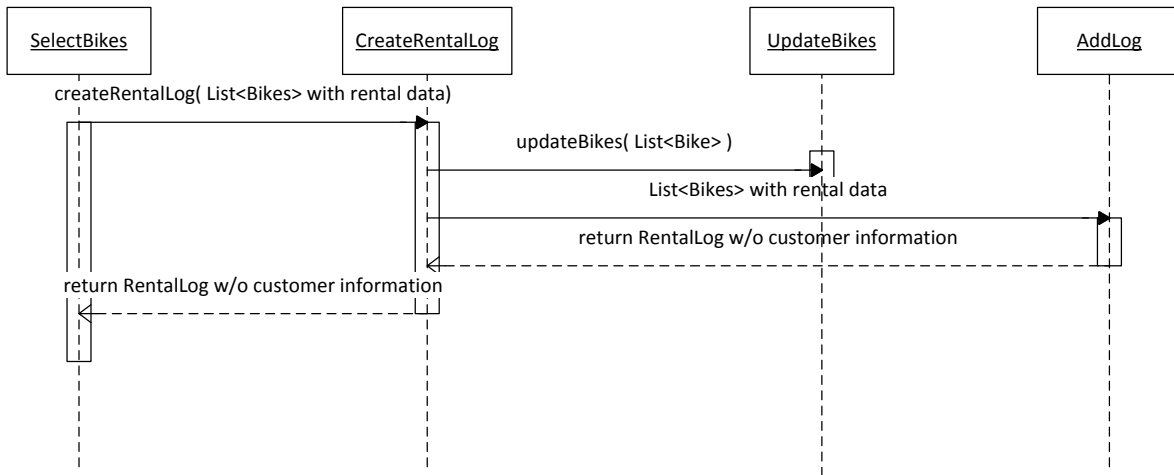 SelectBikes
CreateRentalLog
UpdateBikes
AddLog
createRentalLog( List<Bikes> with rental data)
updateBikes( List<Bike> )
List<Bikes> with rental data
return RentalLog w/o customer information
return RentalLog w/o customer information